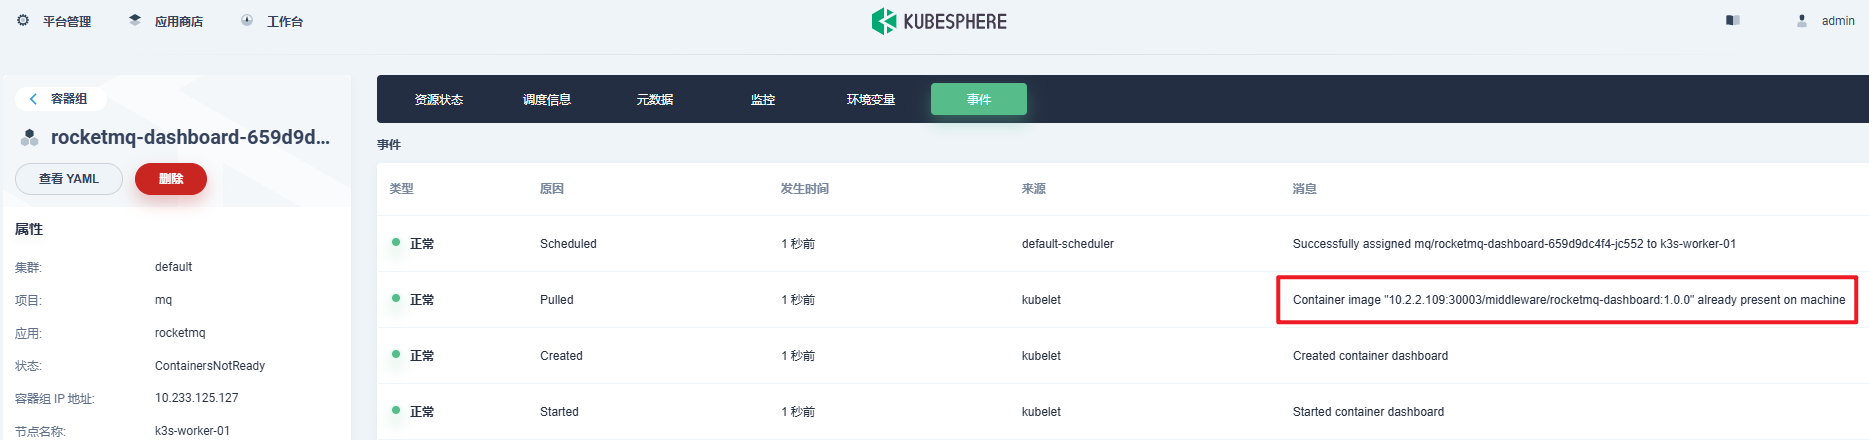 平台管理 应用商店 工作台 KUBESPHERE admin
容器组
rocketmq-dashboard-659d9d...
查看 YAML 删除
属性
集群: default
项目: mq
应用: rocketmq
状态: ContainersNotReady
容器组 IP 地址: 10.233.125.127
节点名称: k3s-worker-01
资源状态 调度信息 元数据 监控 环境变量 事件
事件
类型 原因 发生时间 来源 消息
正常 Scheduled 1 秒前 default-scheduler Successfully assigned mq/rocketmq-dashboard-659d9dc4f4-jc552 to k3s-worker-01
正常 Pulled 1 秒前 kubelet Container image "10.2.2.109:30003/middleware/rocketmq-dashboard:1.0.0" already present on machine
正常 Created 1 秒前 kubelet Created container dashboard
正常 Started 1 秒前 kubelet Started container dashboard